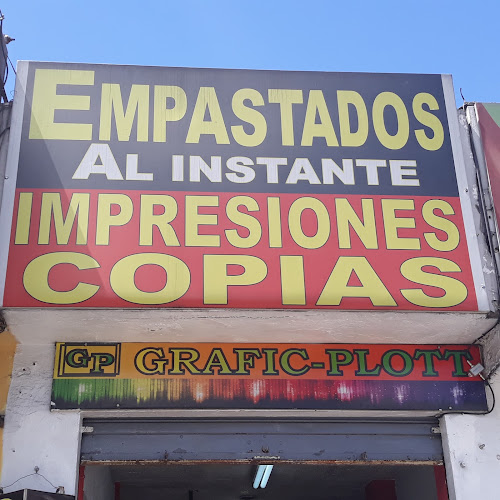 EMPASTADOS
AL INSTANTE
IMPRESIONES
COPIAS
GP GRAFIC-PLOTT